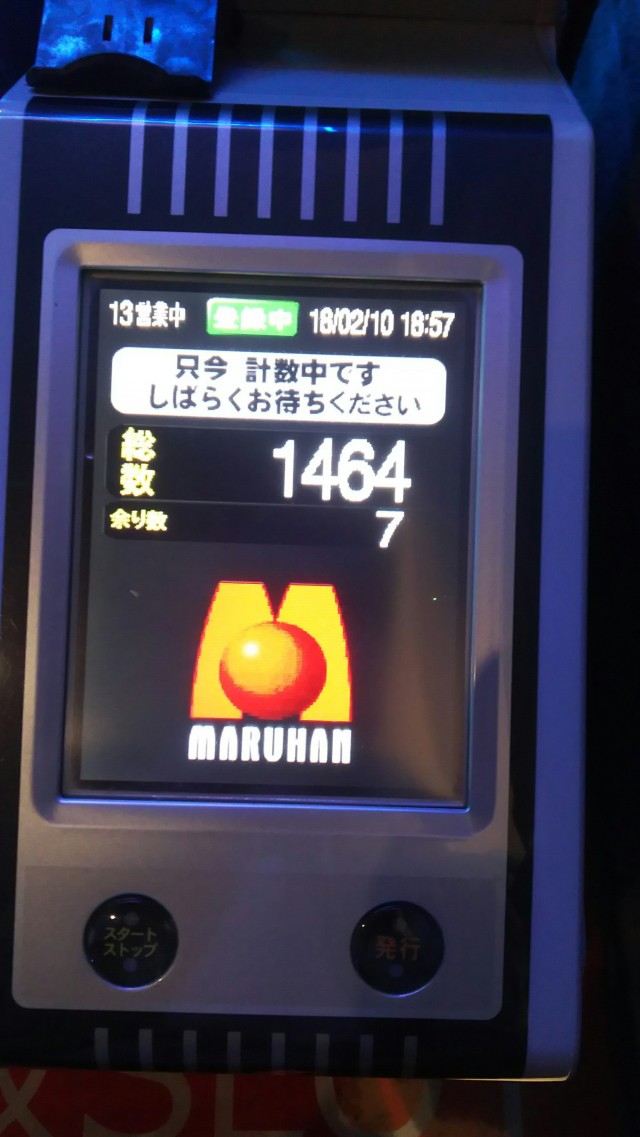 13営業中 登録中 18/02/10 18:57
只今 計数中です
しばらくお待ちください
総数 1464
余り数 7
MARUHAN
スタート
ストップ
発行